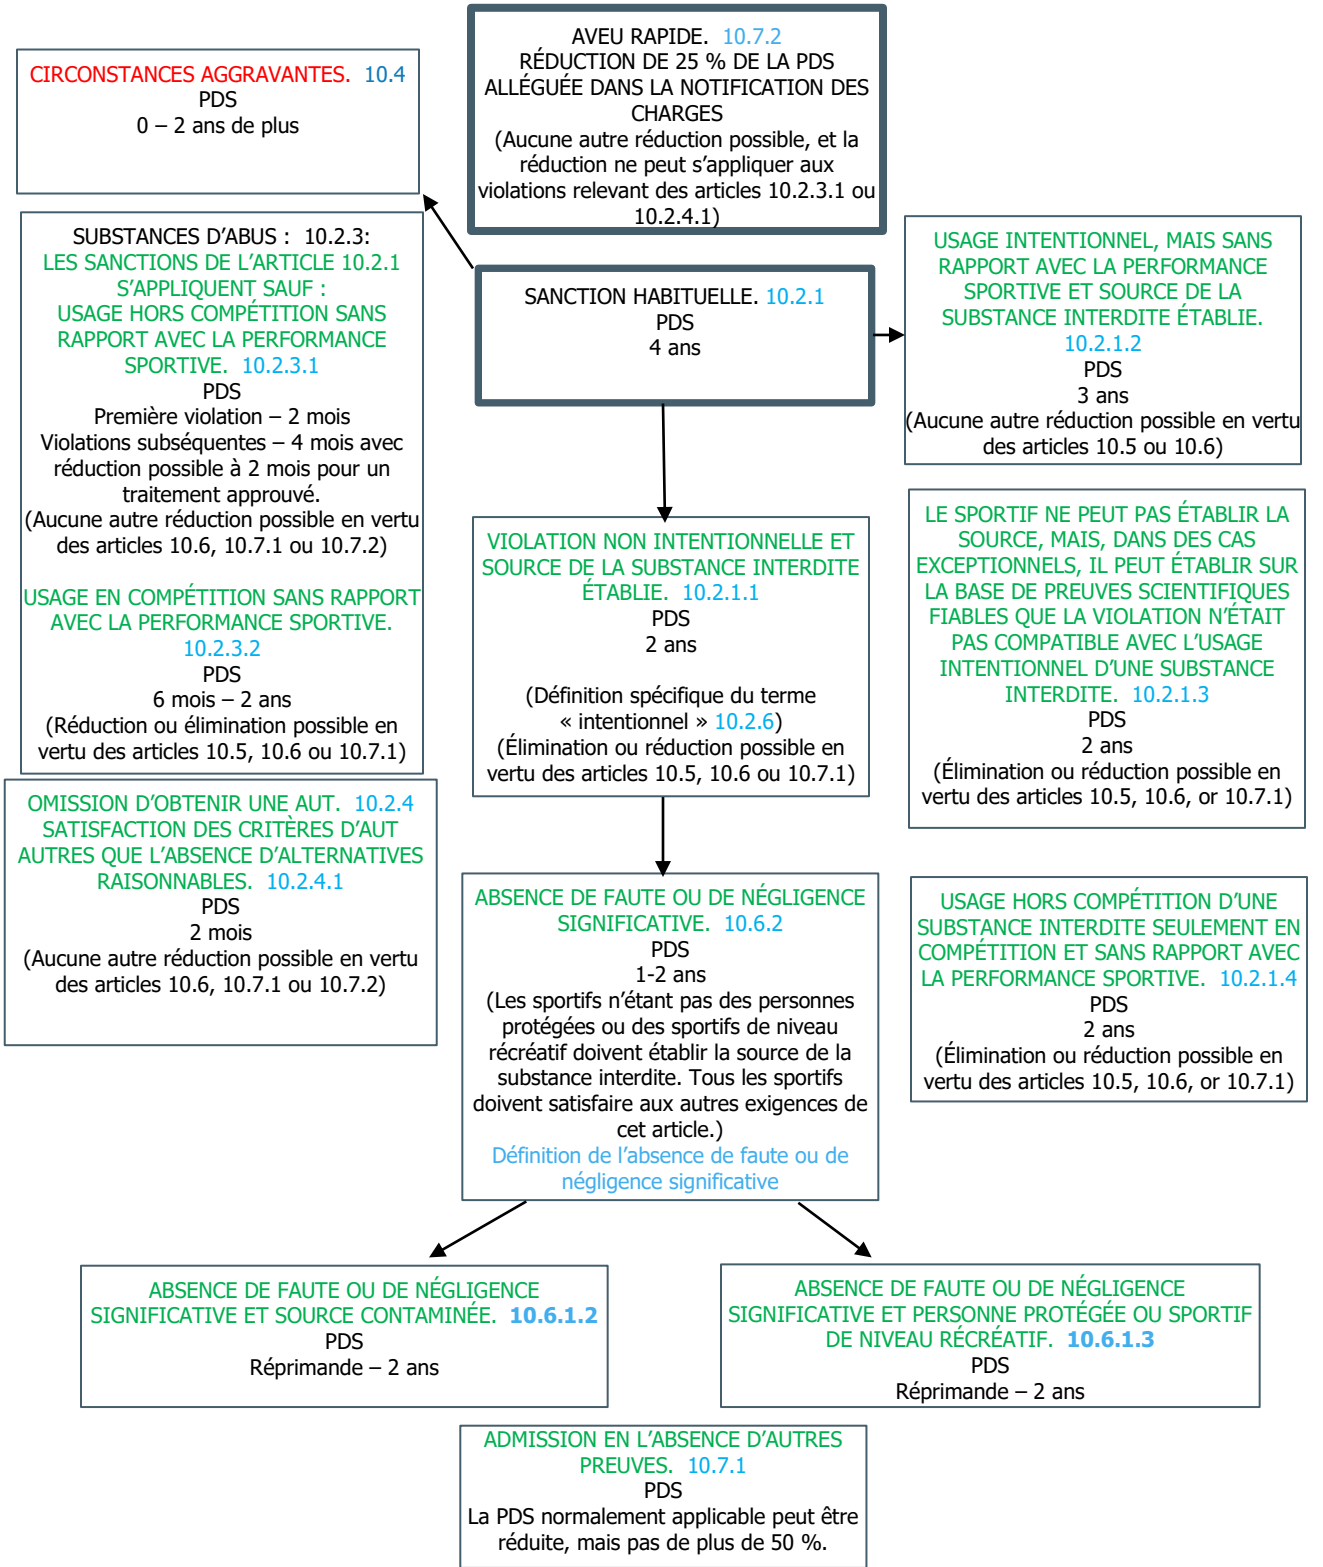 AVEU RAPIDE. 10.7.2
RÉDUCTION DE 25 % DE LA PDS
ALLÉGUÉE DANS LA NOTIFICATION DES
CHARGES
(Aucune autre réduction possible, et la
réduction ne peut s'appliquer aux
violations relevant des articles 10.2.3.1 ou
10.2.4.1)
CIRCONSTANCES AGGRAVANTES. 10.4
PDS
0 – 2 ans de plus
SUBSTANCES D'ABUS : 10.2.3:
LES SANCTIONS DE L'ARTICLE 10.2.1
S'APPLIQUENT SAUF :
USAGE HORS COMPÉTITION SANS
RAPPORT AVEC LA PERFORMANCE
SPORTIVE. 10.2.3.1
PDS
Première violation – 2 mois
Violations subséquentes – 4 mois avec
réduction possible à 2 mois pour un
traitement approuvé.
(Aucune autre réduction possible en vertu
des articles 10.6, 10.7.1 ou 10.7.2)
USAGE EN COMPÉTITION SANS RAPPORT
AVEC LA PERFORMANCE SPORTIVE.
10.2.3.2
PDS
6 mois – 2 ans
(Réduction ou élimination possible en
vertu des articles 10.5, 10.6 ou 10.7.1)
SANCTION HABITUELLE. 10.2.1
PDS
4 ans
USAGE INTENTIONNEL, MAIS SANS
RAPPORT AVEC LA PERFORMANCE
SPORTIVE ET SOURCE DE LA
SUBSTANCE INTERDITE ÉTABLIE.
10.2.1.2
PDS
3 ans
(Aucune autre réduction possible en vertu
des articles 10.5 ou 10.6)
VIOLATION NON INTENTIONNELLE ET
SOURCE DE LA SUBSTANCE INTERDITE
ÉTABLIE. 10.2.1.1
PDS
2 ans
(Définition spécifique du terme
« intentionnel » 10.2.6)
(Élimination ou réduction possible en
vertu des articles 10.5, 10.6 ou 10.7.1)
LE SPORTIF NE PEUT PAS ÉTABLIR LA
SOURCE, MAIS, DANS DES CAS
EXCEPTIONNELS, IL PEUT ÉTABLIR SUR
LA BASE DE PREUVES SCIENTIFIQUES
FIABLES QUE LA VIOLATION N'ÉTAIT
PAS COMPATIBLE AVEC L'USAGE
INTENTIONNEL D'UNE SUBSTANCE
INTERDITE. 10.2.1.3
PDS
2 ans
(Élimination ou réduction possible en
vertu des articles 10.5, 10.6, or 10.7.1)
OMISSION D'OBTENIR UNE AUT. 10.2.4
SATISFACTION DES CRITÈRES D'AUT
AUTRES QUE L'ABSENCE D'ALTERNATIVES
RAISONNABLES. 10.2.4.1
PDS
2 mois
(Aucune autre réduction possible en vertu
des articles 10.6, 10.7.1 ou 10.7.2)
ABSENCE DE FAUTE OU DE NÉGLIGENCE
SIGNIFICATIVE. 10.6.2
PDS
1-2 ans
(Les sportifs n'étant pas des personnes
protégées ou des sportifs de niveau
récréatif doivent établir la source de la
substance interdite. Tous les sportifs
doivent satisfaire aux autres exigences de
cet article.)
Définition de l'absence de faute ou de
négligence significative
USAGE HORS COMPÉTITION D'UNE
SUBSTANCE INTERDITE SEULEMENT EN
COMPÉTITION ET SANS RAPPORT AVEC
LA PERFORMANCE SPORTIVE. 10.2.1.4
PDS
2 ans
(Élimination ou réduction possible en
vertu des articles 10.5, 10.6, or 10.7.1)
ABSENCE DE FAUTE OU DE NÉGLIGENCE
SIGNIFICATIVE ET SOURCE CONTAMINÉE. 10.6.1.2
PDS
Réprimande – 2 ans
ABSENCE DE FAUTE OU DE NÉGLIGENCE
SIGNIFICATIVE ET PERSONNE PROTÉGÉE OU SPORTIF
DE NIVEAU RÉCRÉATIF. 10.6.1.3
PDS
Réprimande – 2 ans
ADMISSION EN L'ABSENCE D'AUTRES
PREUVES. 10.7.1
PDS
La PDS normalement applicable peut être
réduite, mais pas de plus de 50 %.